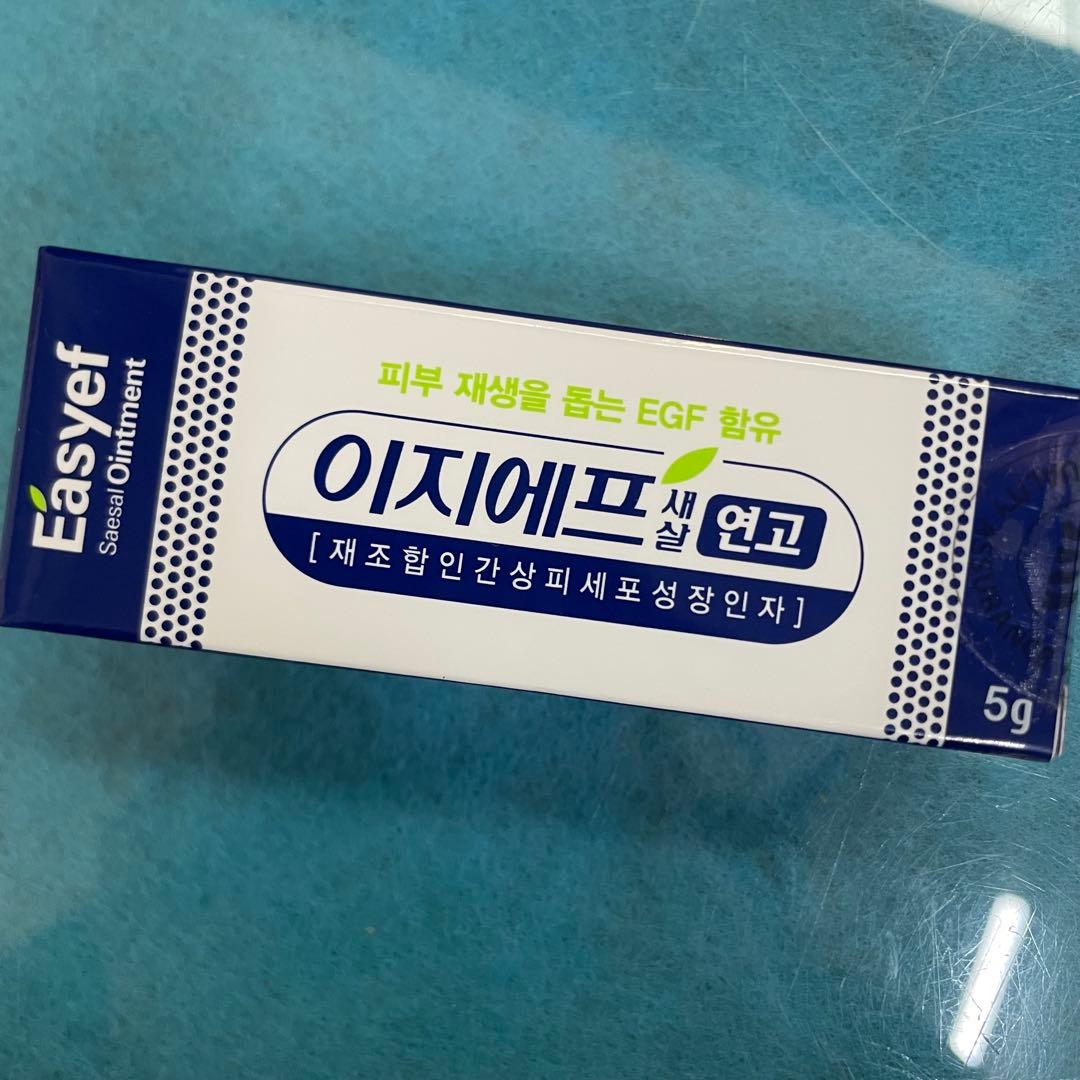 Easyef
Saesal Ointment
피부 재생을 돕는 EGF 함유
이지에프 새살 연고
[재조합인간상피세포성장인자]
5g